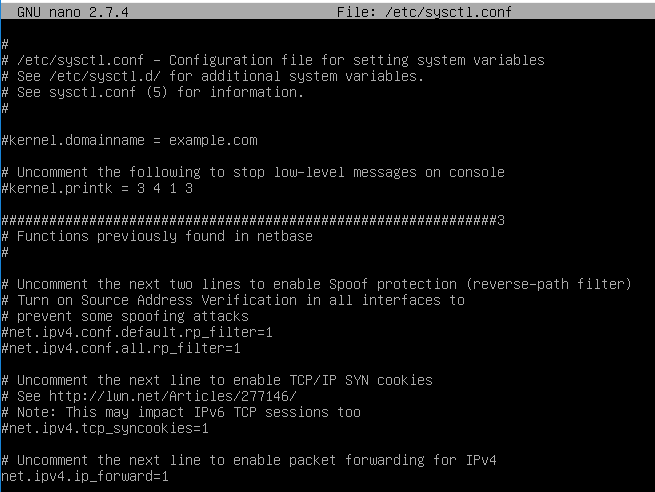 GNU nano 2.7.4 File: /etc/sysctl.conf
#
# /etc/sysctl.conf - Configuration file for setting system variables
# See /etc/sysctl.d/ for additional system variables.
# See sysctl.conf (5) for information.
#
#kernel.domainname = example.com
# Uncomment the following to stop low-level messages on console
#kernel.printk = 3 4 1 3
##############################################################3
# Functions previously found in netbase
#
# Uncomment the next two lines to enable Spoof protection (reverse-path filter)
# Turn on Source Address Verification in all interfaces to
# prevent some spoofing attacks
#net.ipv4.conf.default.rp_filter=1
#net.ipv4.conf.all.rp_filter=1
# Uncomment the next line to enable TCP/IP SYN cookies
# See http://lwn.net/Articles/277146/
# Note: This may impact IPv6 TCP sessions too
#net.ipv4.tcp_syncookies=1
# Uncomment the next line to enable packet forwarding for IPv4
net.ipv4.ip_forward=1